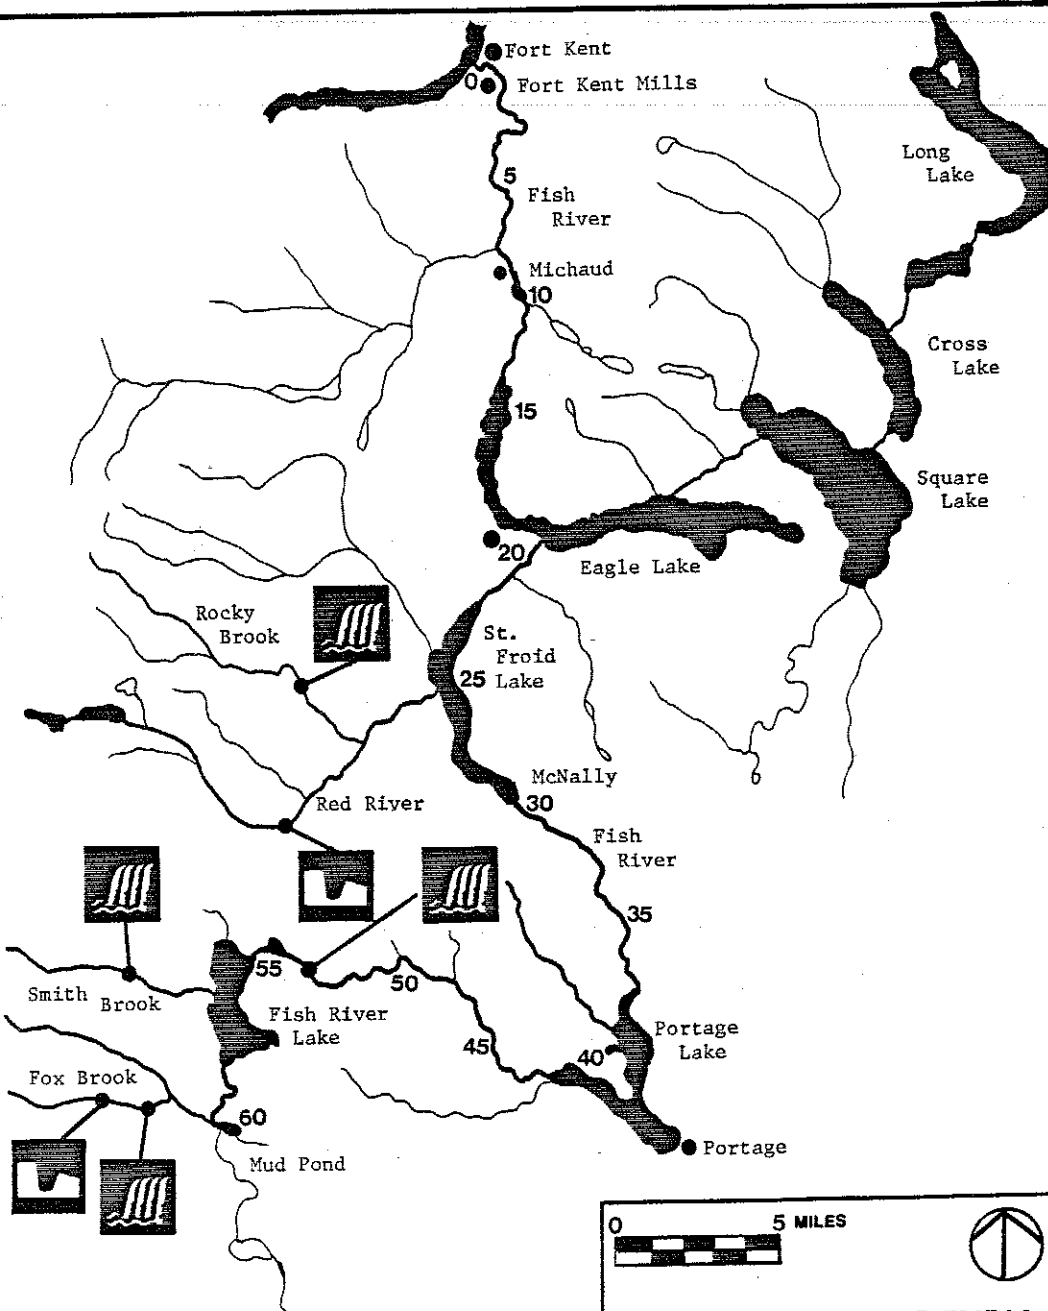 Fort Kent
0
Fort Kent Mills
Long
Lake
5
Fish
River
Michaud
10
Cross
Lake
15
Square
Lake
20
Eagle Lake
Rocky
Brook
St.
Froid
Lake
25
McNally
30
Red River
Fish
River
35
55
50
Smith Brook
Fish River
Lake
Portage
Lake
45
40
Fox Brook
60
Portage
Mud Pond
0
5 MILES